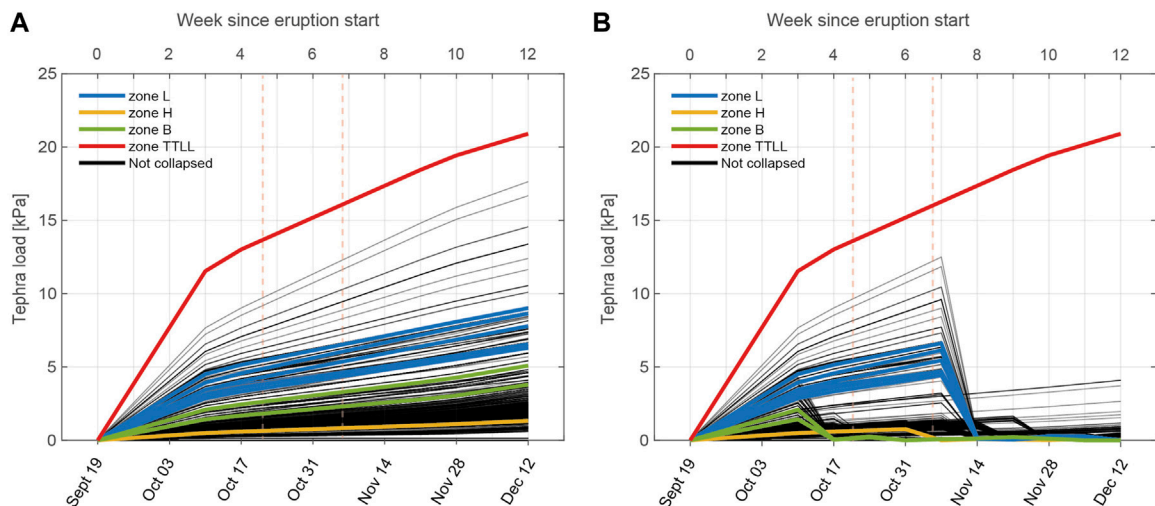 A
Week since eruption start
0 2 4 6 8 10 12
25
20
15
10
5
0
Tephra load [kPa]
zone L
zone H
zone B
zone TTLL
Not collapsed
Sept 19
Oct 03
Oct 17
Oct 31
Nov 14
Nov 28
Dec 12
B
Week since eruption start
0 2 4 6 8 10 12
25
20
15
10
5
0
Tephra load [kPa]
zone L
zone H
zone B
zone TTLL
Not collapsed
Sept 19
Oct 03
Oct 17
Oct 31
Nov 14
Nov 28
Dec 12